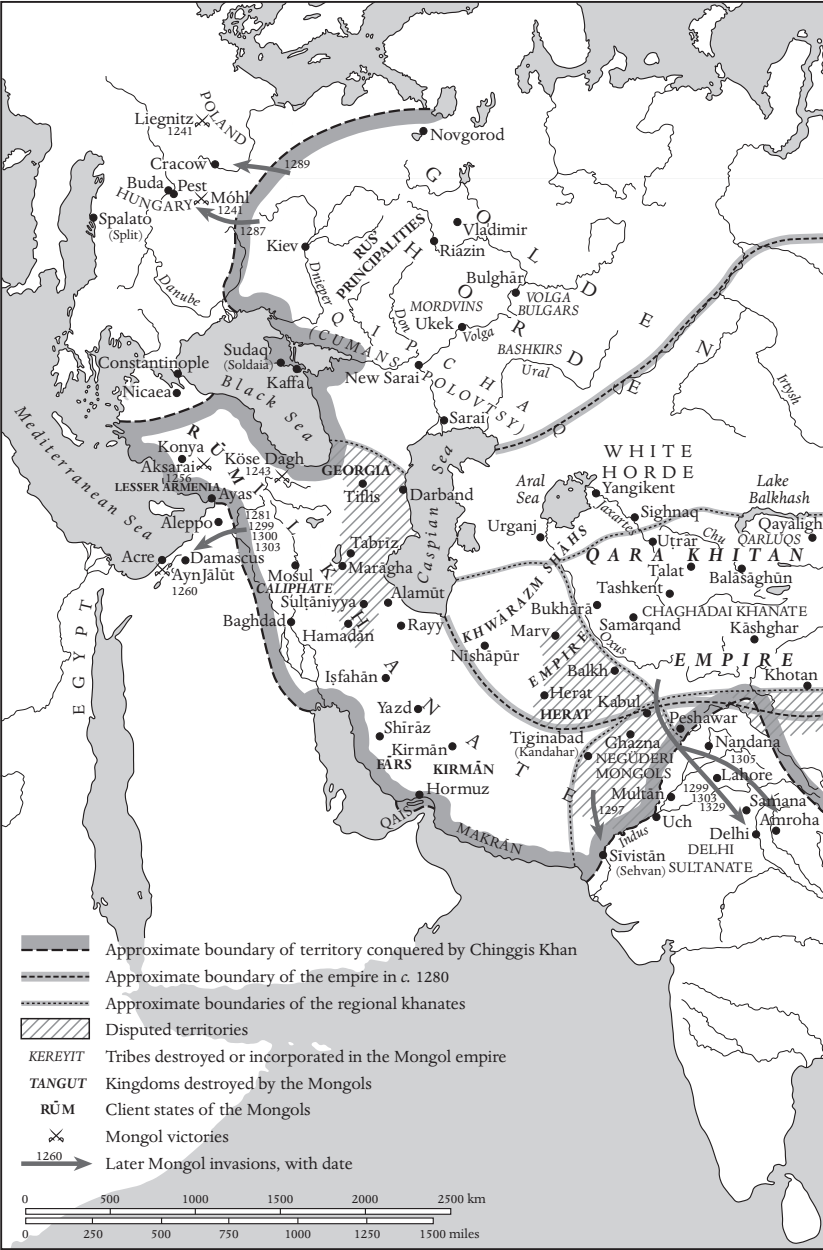 Liegnitz
1241
POLAND
Novgorod
Cracow
1289
Buda
Pest
HUNGARY
Móhl
1241
Spalato
(Split)
1287
Kiev
RUS'
PRINCIPALITIES
Vladimir
Riazin
GOLDEN
HORDE
Bulghār
VOLGA
BULGARS
MORDVINS
Ukek
Volga
Dnieper
Don
Danube
QIPCHAQ
(CUMANS
POLOVTSY)
BASHKIRS
Ural
Irtysh
Constantinople
Nicaea
Sudaq
(Soldaia)
Kaffa
New Sarai
Sarai
Black Sea
Mediterranean Sea
RŪM
Konya
Aksarai
1256
Köse Dagh
1243
GEORGIA
Tiflis
Darband
LESSER ARMENIA
Ayas
Aleppo
1281
1299
1300
1303
Acre
Damascus
AynJālūt
1260
EGYPT
Mosul
CALIPHATE
Tabrīz
Marāgha
Caspian Sea
Sulṭāniyya
Alamūt
Baghdad
Hamadān
Rayy
ILKHANATE
Iṣfahān
Yazd
Shīrāz
Kirmān
FĀRS
KIRMĀN
Hormuz
QAIS
MAKRĀN
WHITE
HORDE
Aral
Sea
Yangikent
Lake
Balkhash
Jaxartes
Sighnaq
Urganj
Uṭrār
Chu
Qayaligh
QARLUQS
QARA KHITAN
Talat
Balāsāghūn
Tashkent
KHWĀRAZM SHĀHS
Bukhārā
CHAGHADAI KHANATE
Samarqand
Marv
Oxus
Kāshghar
Nīshāpūr
EMPIRE
EMPIRE
Balkh
Khotan
Herat
Kabul
HERAT
Peshawar
Tiginabad
(Kandahar)
Ghazna
Nandana
1305
NEGÜDERI
MONGOLS
Lahore
Multān
1299
1303
1329
Samana
1297
Uch
Amroha
Indus
Delhi
DELHI
SULTANATE
Sīvistān
(Sehvan)
Approximate boundary of territory conquered by Chinggis Khan
Approximate boundary of the empire in c. 1280
Approximate boundaries of the regional khanates
Disputed territories
KEREYIT Tribes destroyed or incorporated in the Mongol empire
TANGUT Kingdoms destroyed by the Mongols
RŪM Client states of the Mongols
Mongol victories
1260 Later Mongol invasions, with date
0 500 1000 1500 2000 2500 km
0 250 500 750 1000 1250 1500 miles